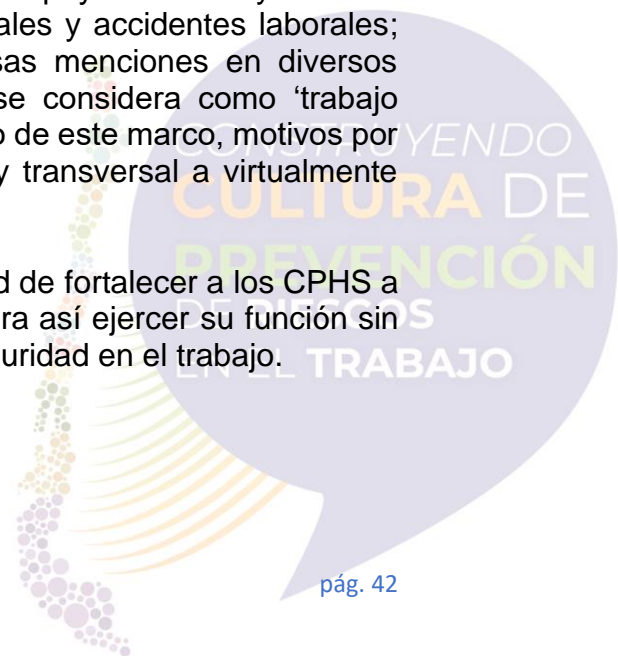 ales y accidentes laborales;
sas menciones en diversos
se considera como ‘trabajo
o de este marco, motivos por
y transversal a virtualmente
d de fortalecer a los CPHS a
ra así ejercer su función sin
uridad en el trabajo.
CONSTRUYENDO
CULTURA DE
PREVENCIÓN
DE RIESGOS
EN EL TRABAJO
pág. 42